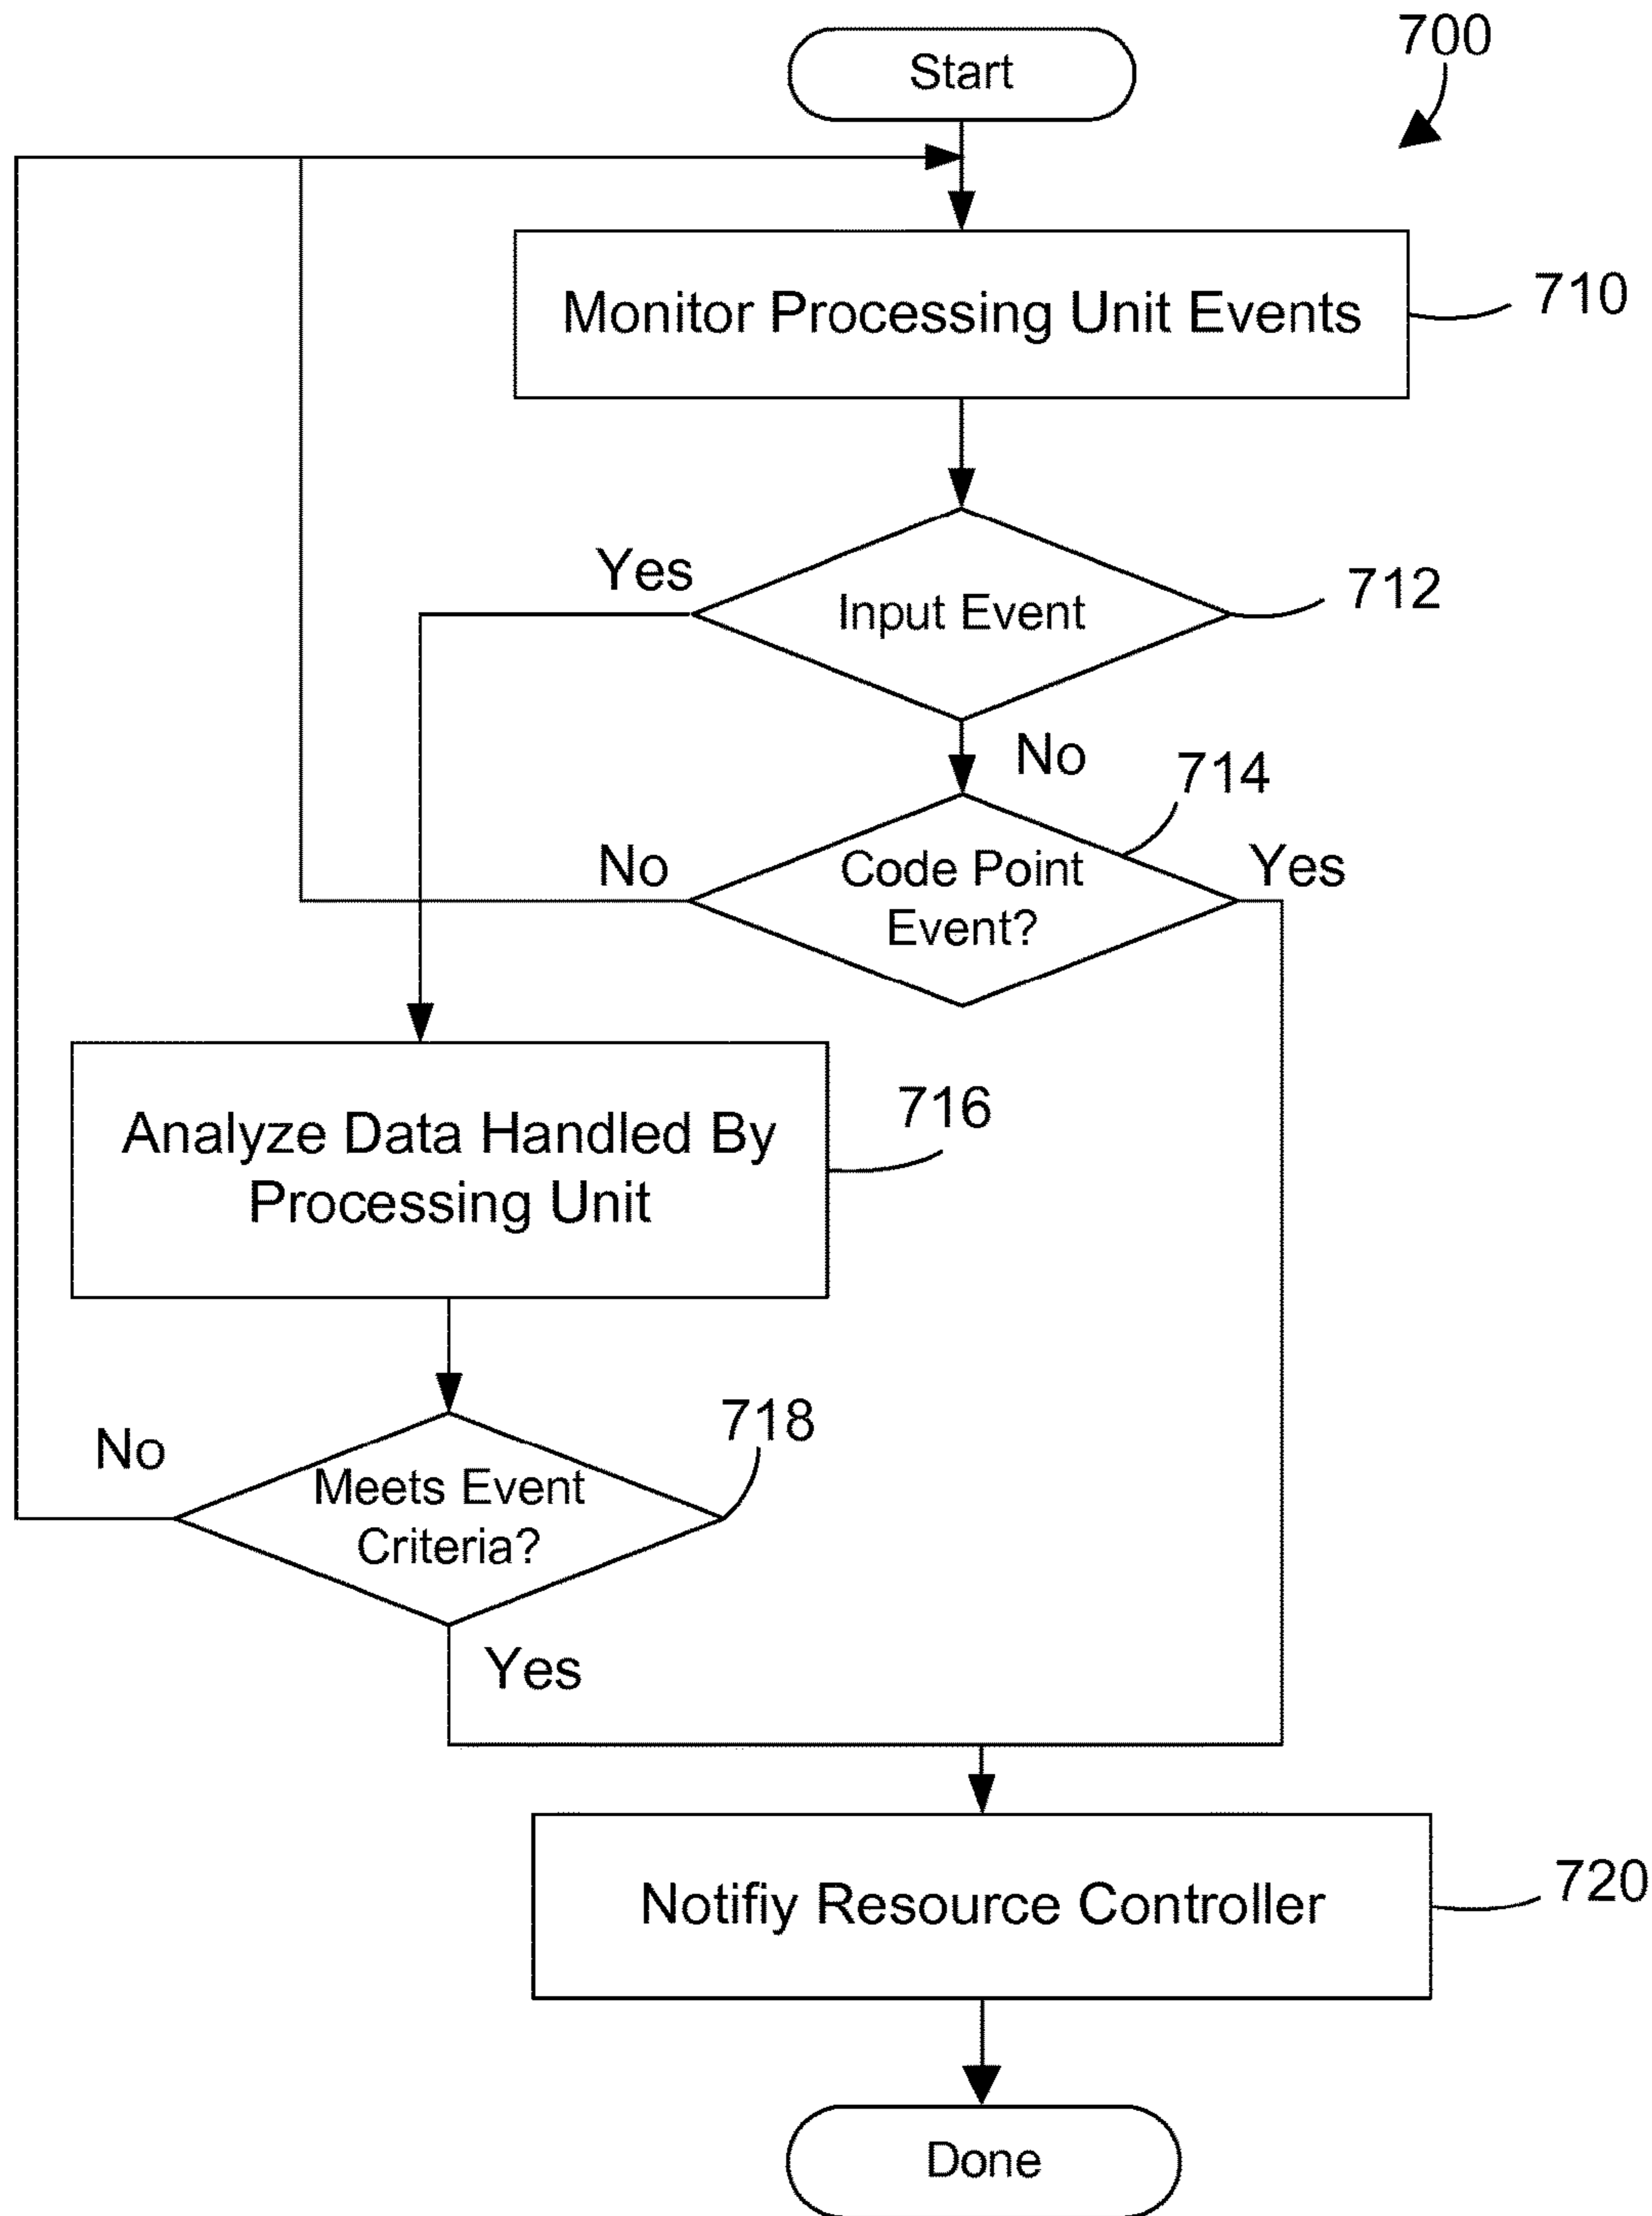 700
Start
Monitor Processing Unit Events
710
Yes
Input Event
712
No
714
No
Code Point
Event?
Yes
Analyze Data Handled By
Processing Unit
716
718
No
Meets Event
Criteria?
Yes
Notifiy Resource Controller
720
Done